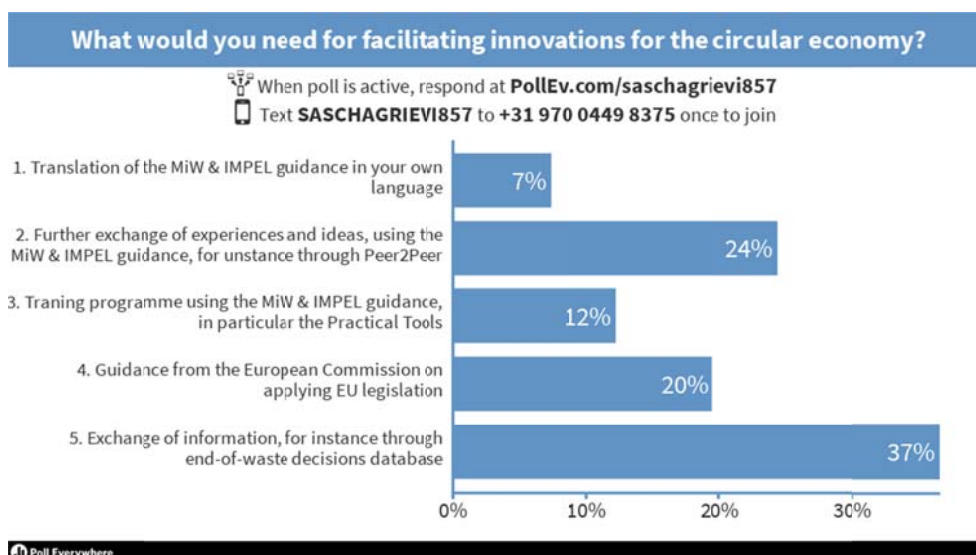 What would you need for facilitating innovations for the circular economy?
When poll is active, respond at PollEv.com/saschagrievi857
Text SASCHAGRIEVI857 to +31 970 0449 8375 once to join
1. Translation of the MiW & IMPEL guidance in your own
language
7%
2. Further exchange of experiences and ideas, using the
MiW & IMPEL guidance, for unstance through Peer2Peer
24%
3. Traning programme using the MiW & IMPEL guidance,
in particular the Practical Tools
12%
4. Guidance from the European Commission on
applying EU legislation
20%
5. Exchange of information, for instance through
end-of-waste decisions database
37%
0% 10% 20% 30%
Poll Everywhere